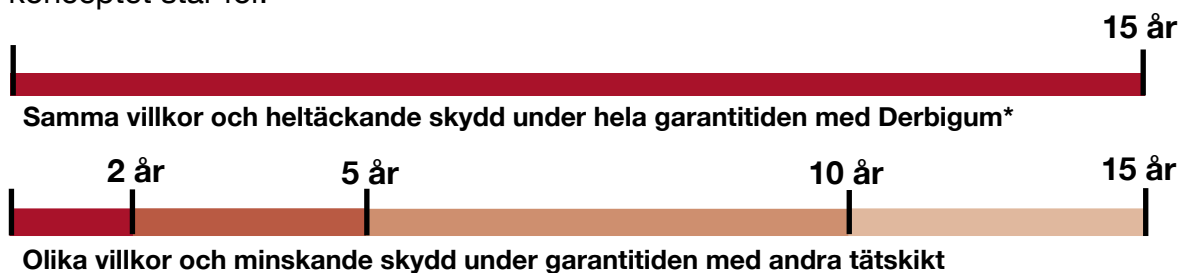 15 år
Samma villkor och heltäckande skydd under hela garantitiden med Derbigum*
2 år 5 år 10 år 15 år
Olika villkor och minskande skydd under garantitiden med andra tätskikt